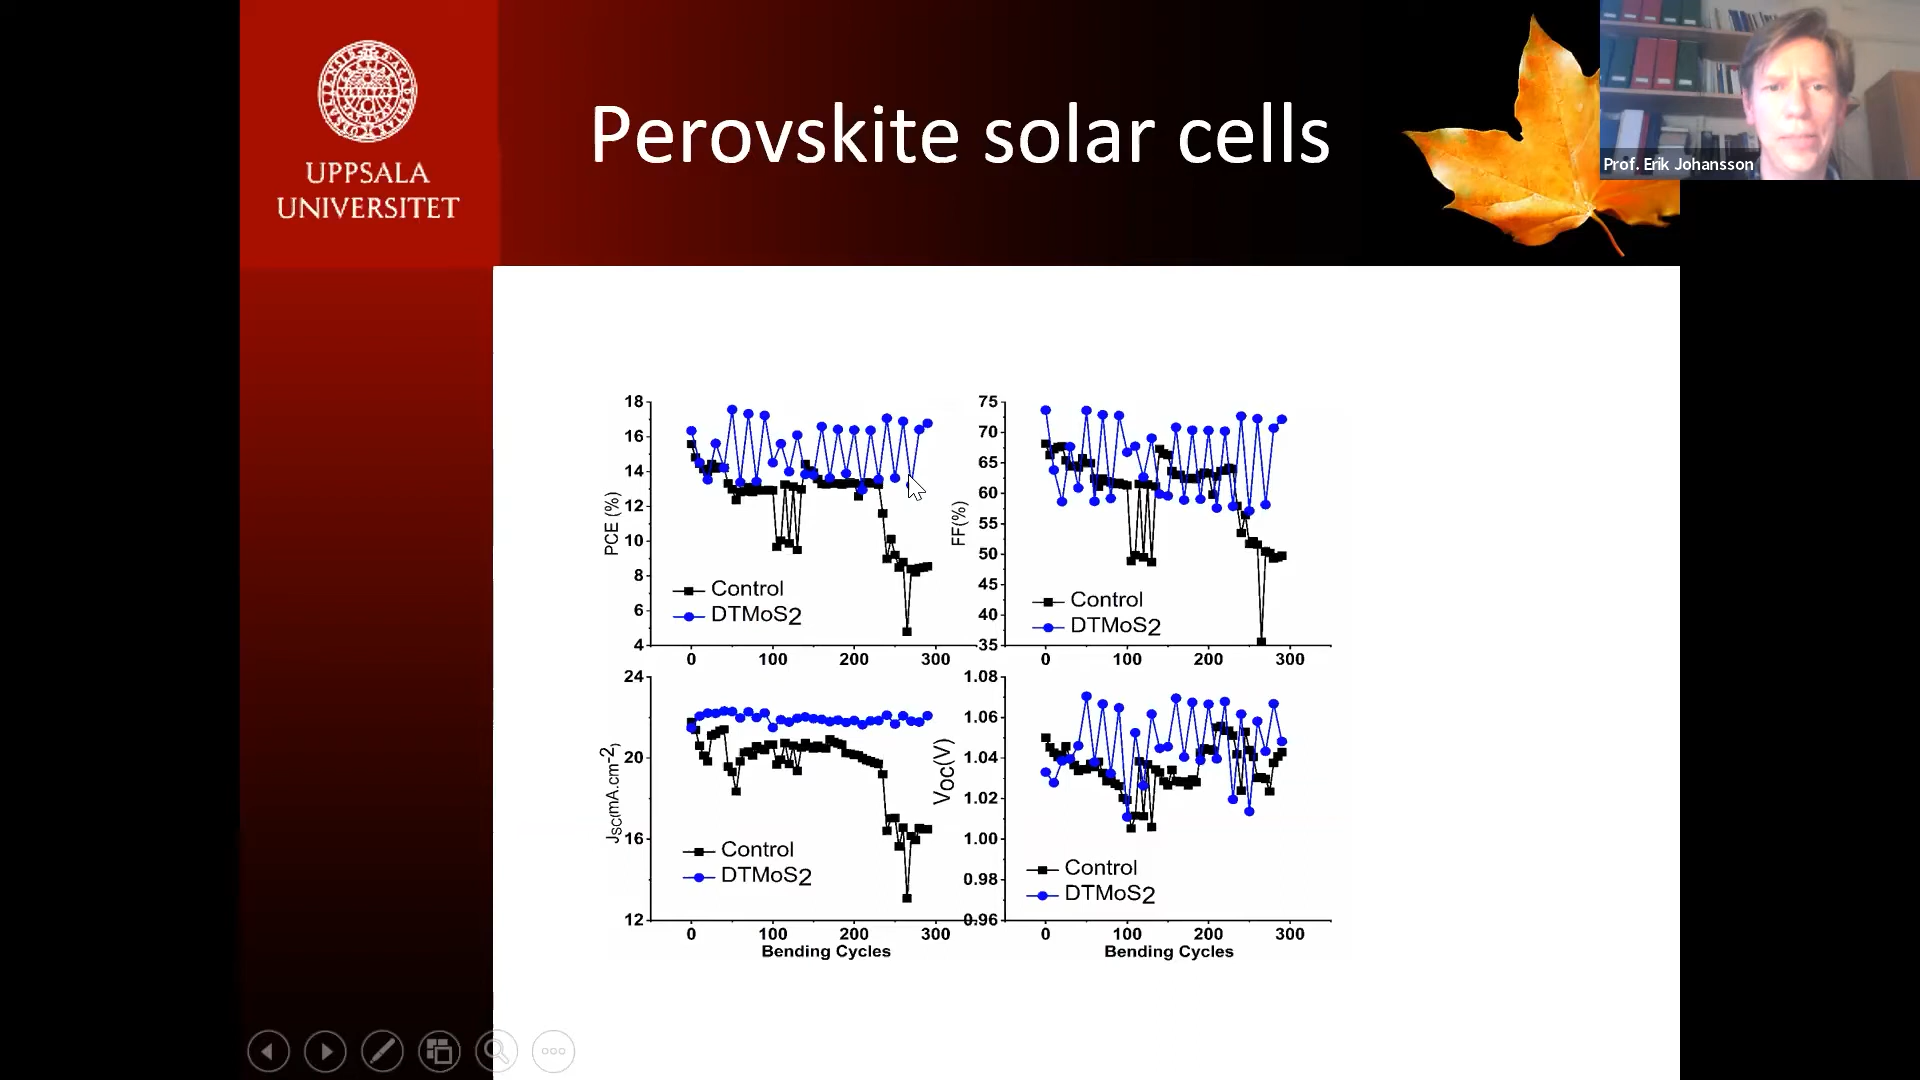 UPPSALA
UNIVERSITET
Perovskite solar cells
Prof. Erik Johansson
18
16
14
12
10
8
6
4
PCE (%)
Control
DTMoS2
0
100
200
300
75
70
65
60
55
50
45
40
35
FF(%)
Control
DTMoS2
0
100
200
300
24
20
16
12
JSC(mA.cm-2)
Control
DTMoS2
0
100
200
300
Bending Cycles
1.08
1.06
1.04
1.02
1.00
0.98
0.96
VOC(V)
Control
DTMoS2
0
100
200
300
Bending Cycles